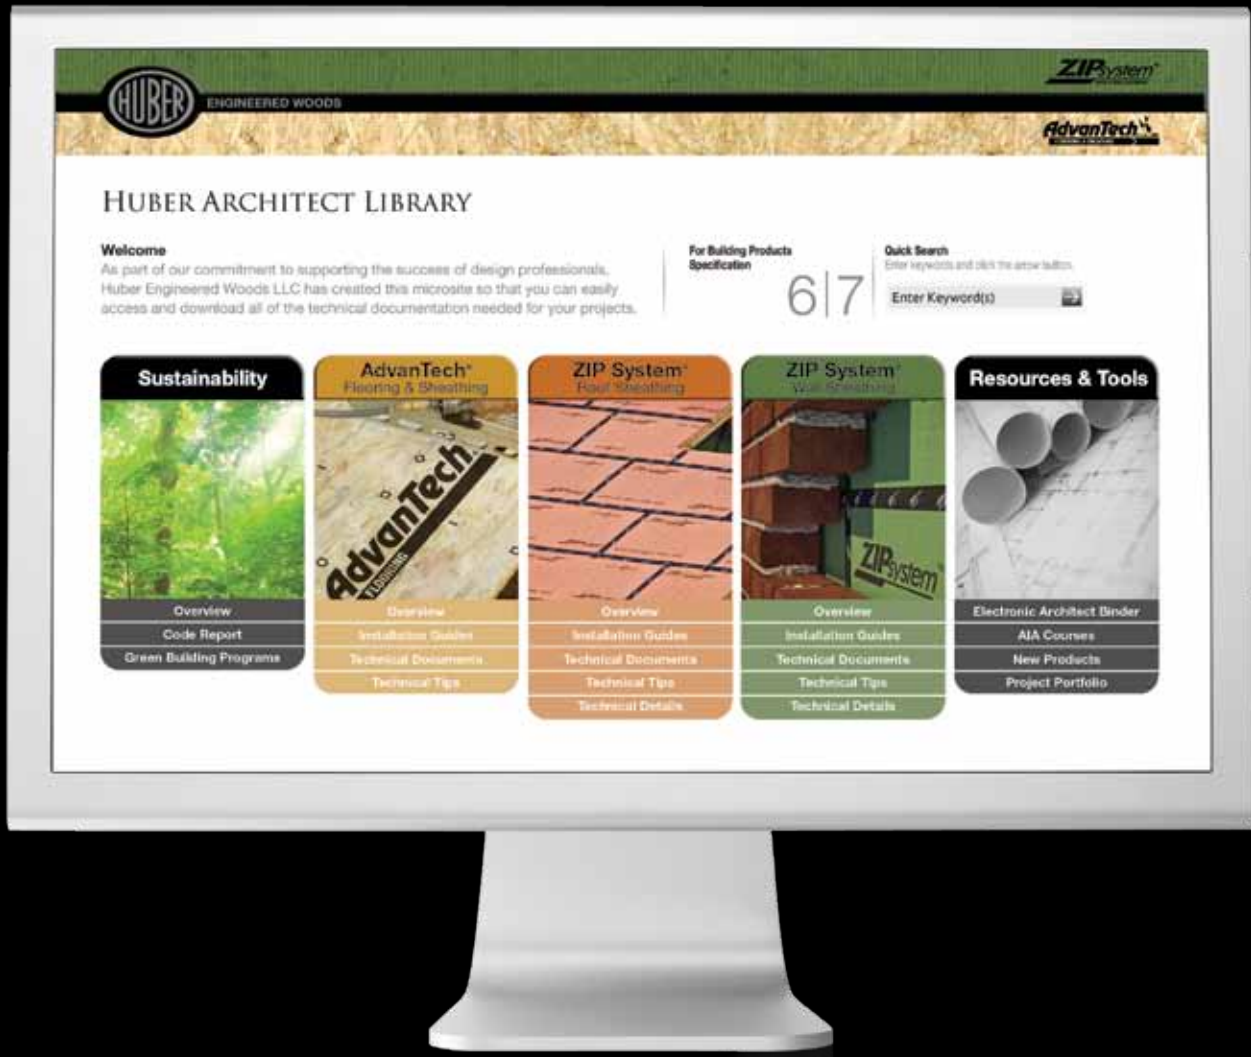 HUBER
ENGINEERED WOODS
ZIPsystem™
AdvanTech
HUBER ARCHITECT LIBRARY
Welcome
As part of our commitment to supporting the success of design professionals,
Huber Engineered Woods LLC has created this microsite so that you can easily
access and download all of the technical documentation needed for your projects.
For Building Products
Specification
6|7
Quick Search
Enter keywords and click the arrow button.
Enter Keyword(s)
Sustainability
Overview
Code Report
Green Building Programs
AdvanTech®
Flooring & Sheathing
AdvanTech
FLOORING
Overview
Installation Guides
Technical Documents
Technical Tips
ZIP System®
Roof Sheathing
Overview
Installation Guides
Technical Documents
Technical Tips
Technical Details
ZIP System®
Wall Sheathing
ZIPsystem™
Overview
Installation Guides
Technical Documents
Technical Tips
Technical Details
Resources & Tools
Electronic Architect Binder
AIA Courses
New Products
Project Portfolio